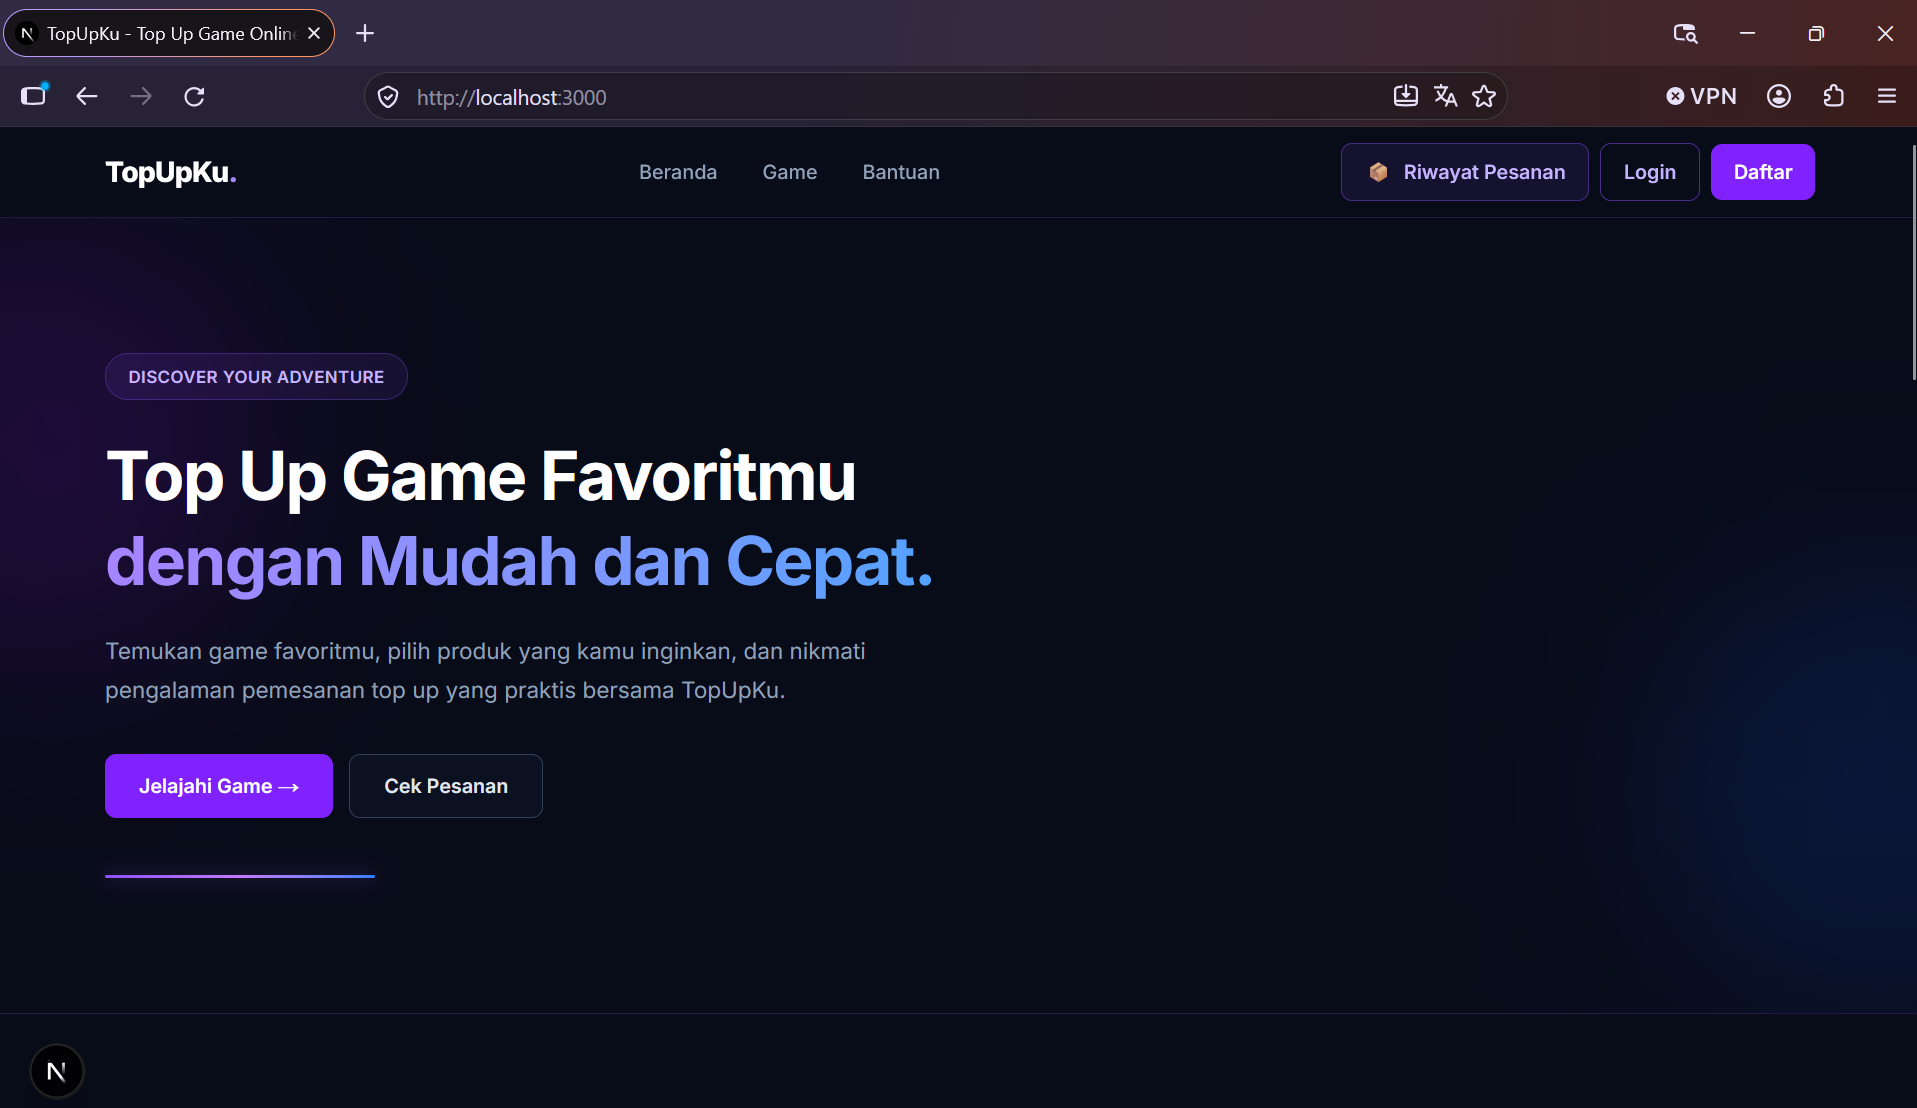 TopUpKu - Top Up Game Online
http://localhost:3000
VPN
TopUpKu.
Beranda
Game
Bantuan
Riwayat Pesanan
Login
Daftar
DISCOVER YOUR ADVENTURE
Top Up Game Favoritmu
dengan Mudah dan Cepat.
Temukan game favoritmu, pilih produk yang kamu inginkan, dan nikmati
pengalaman pemesanan top up yang praktis bersama TopUpKu.
Jelajahi Game →
Cek Pesanan
N